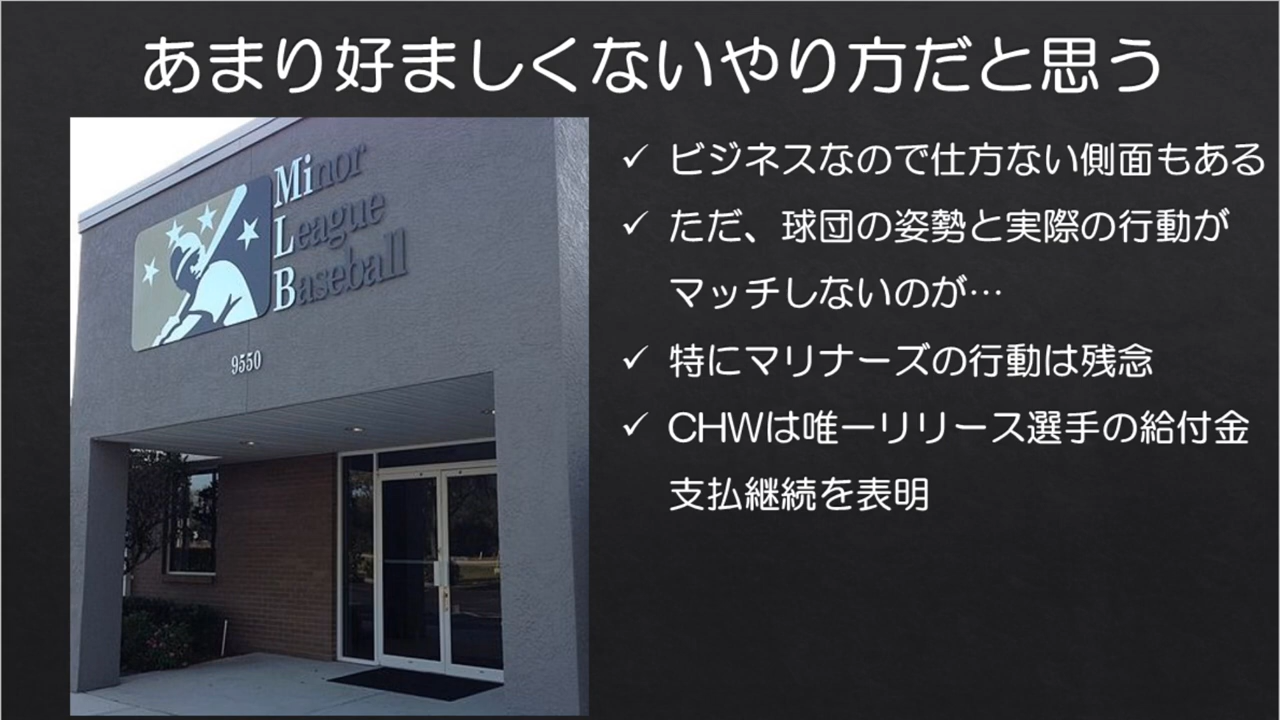 あまり好ましくないやり方だと思う
Minor
League
Baseball
9550
✓ ビジネスなので仕方ない側面もある
✓ ただ、球団の姿勢と実際の行動が
マッチしないのが…
✓ 特にマリナーズの行動は残念
✓ CHWは唯一リリース選手の給付金
支払継続を表明